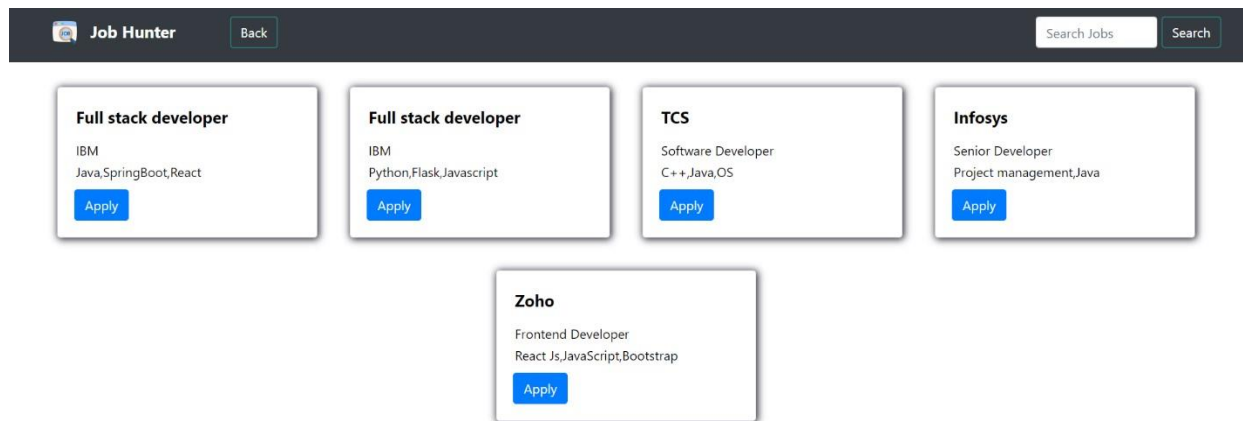 Job Hunter
Back
Search Jobs
Search
Full stack developer
IBM
Java,SpringBoot,React
Apply
Full stack developer
IBM
Python,Flask,Javascript
Apply
TCS
Software Developer
C++,Java,OS
Apply
Infosys
Senior Developer
Project management,Java
Apply
Zoho
Frontend Developer
React Js,JavaScript,Bootstrap
Apply